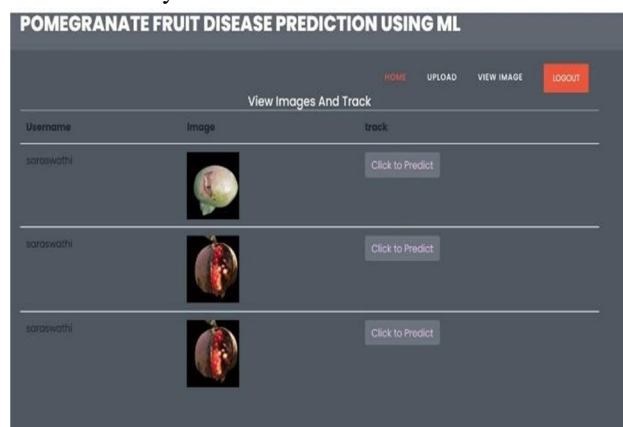 POMEGRANATE FRUIT DISEASE PREDICTION USING ML
HOME UPLOAD VIEW IMAGE LOGOUT
View Images And Track
Username Image track
saraswathi Click to Predict
saraswathi Click to Predict
saraswathi Click to Predict